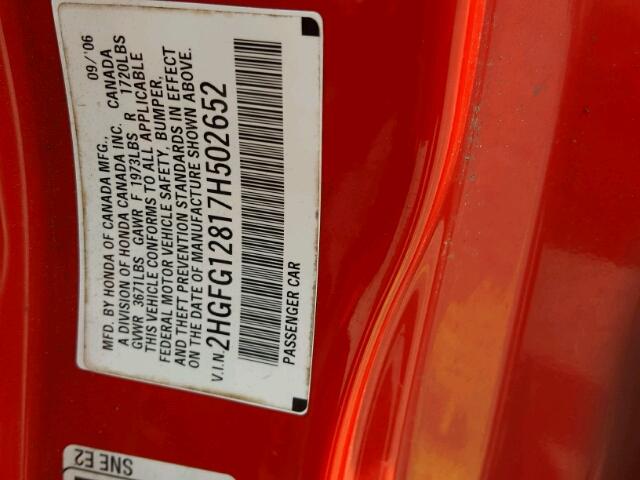 MFD. BY HONDA OF CANADA MFG., 09/'06
A DIVISION OF HONDA CANADA INC. CANADA
GVWR 3671LBS GAWR F 1973LBS R 1720LBS
THIS VEHICLE CONFORMS TO ALL APPLICABLE
FEDERAL MOTOR VEHICLE SAFETY, BUMPER,
AND THEFT PREVENTION STANDARDS IN EFFECT
ON THE DATE OF MANUFACTURE SHOWN ABOVE.
V.I.N. 2HGFG12817H502652
PASSENGER CAR
SNE E2